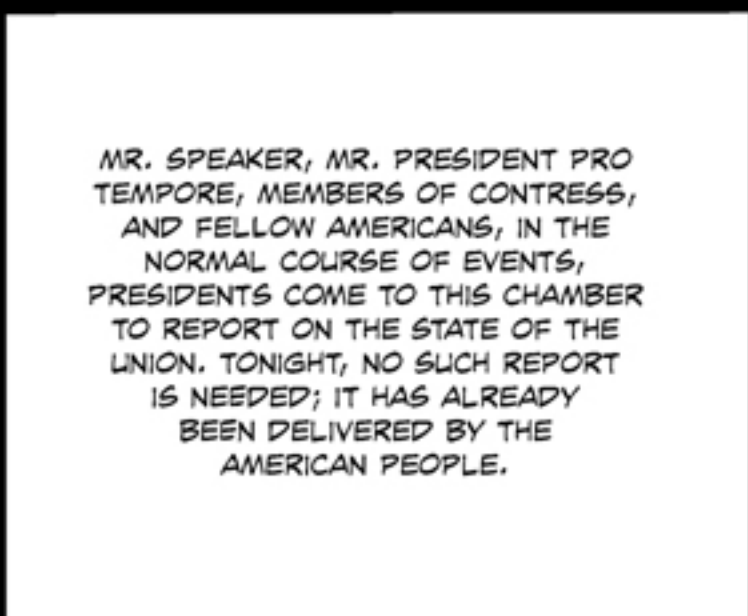 MR. SPEAKER, MR. PRESIDENT PRO
TEMPORE, MEMBERS OF CONTRESS,
AND FELLOW AMERICANS, IN THE
NORMAL COURSE OF EVENTS,
PRESIDENTS COME TO THIS CHAMBER
TO REPORT ON THE STATE OF THE
UNION. TONIGHT, NO SUCH REPORT
IS NEEDED; IT HAS ALREADY
BEEN DELIVERED BY THE
AMERICAN PEOPLE.